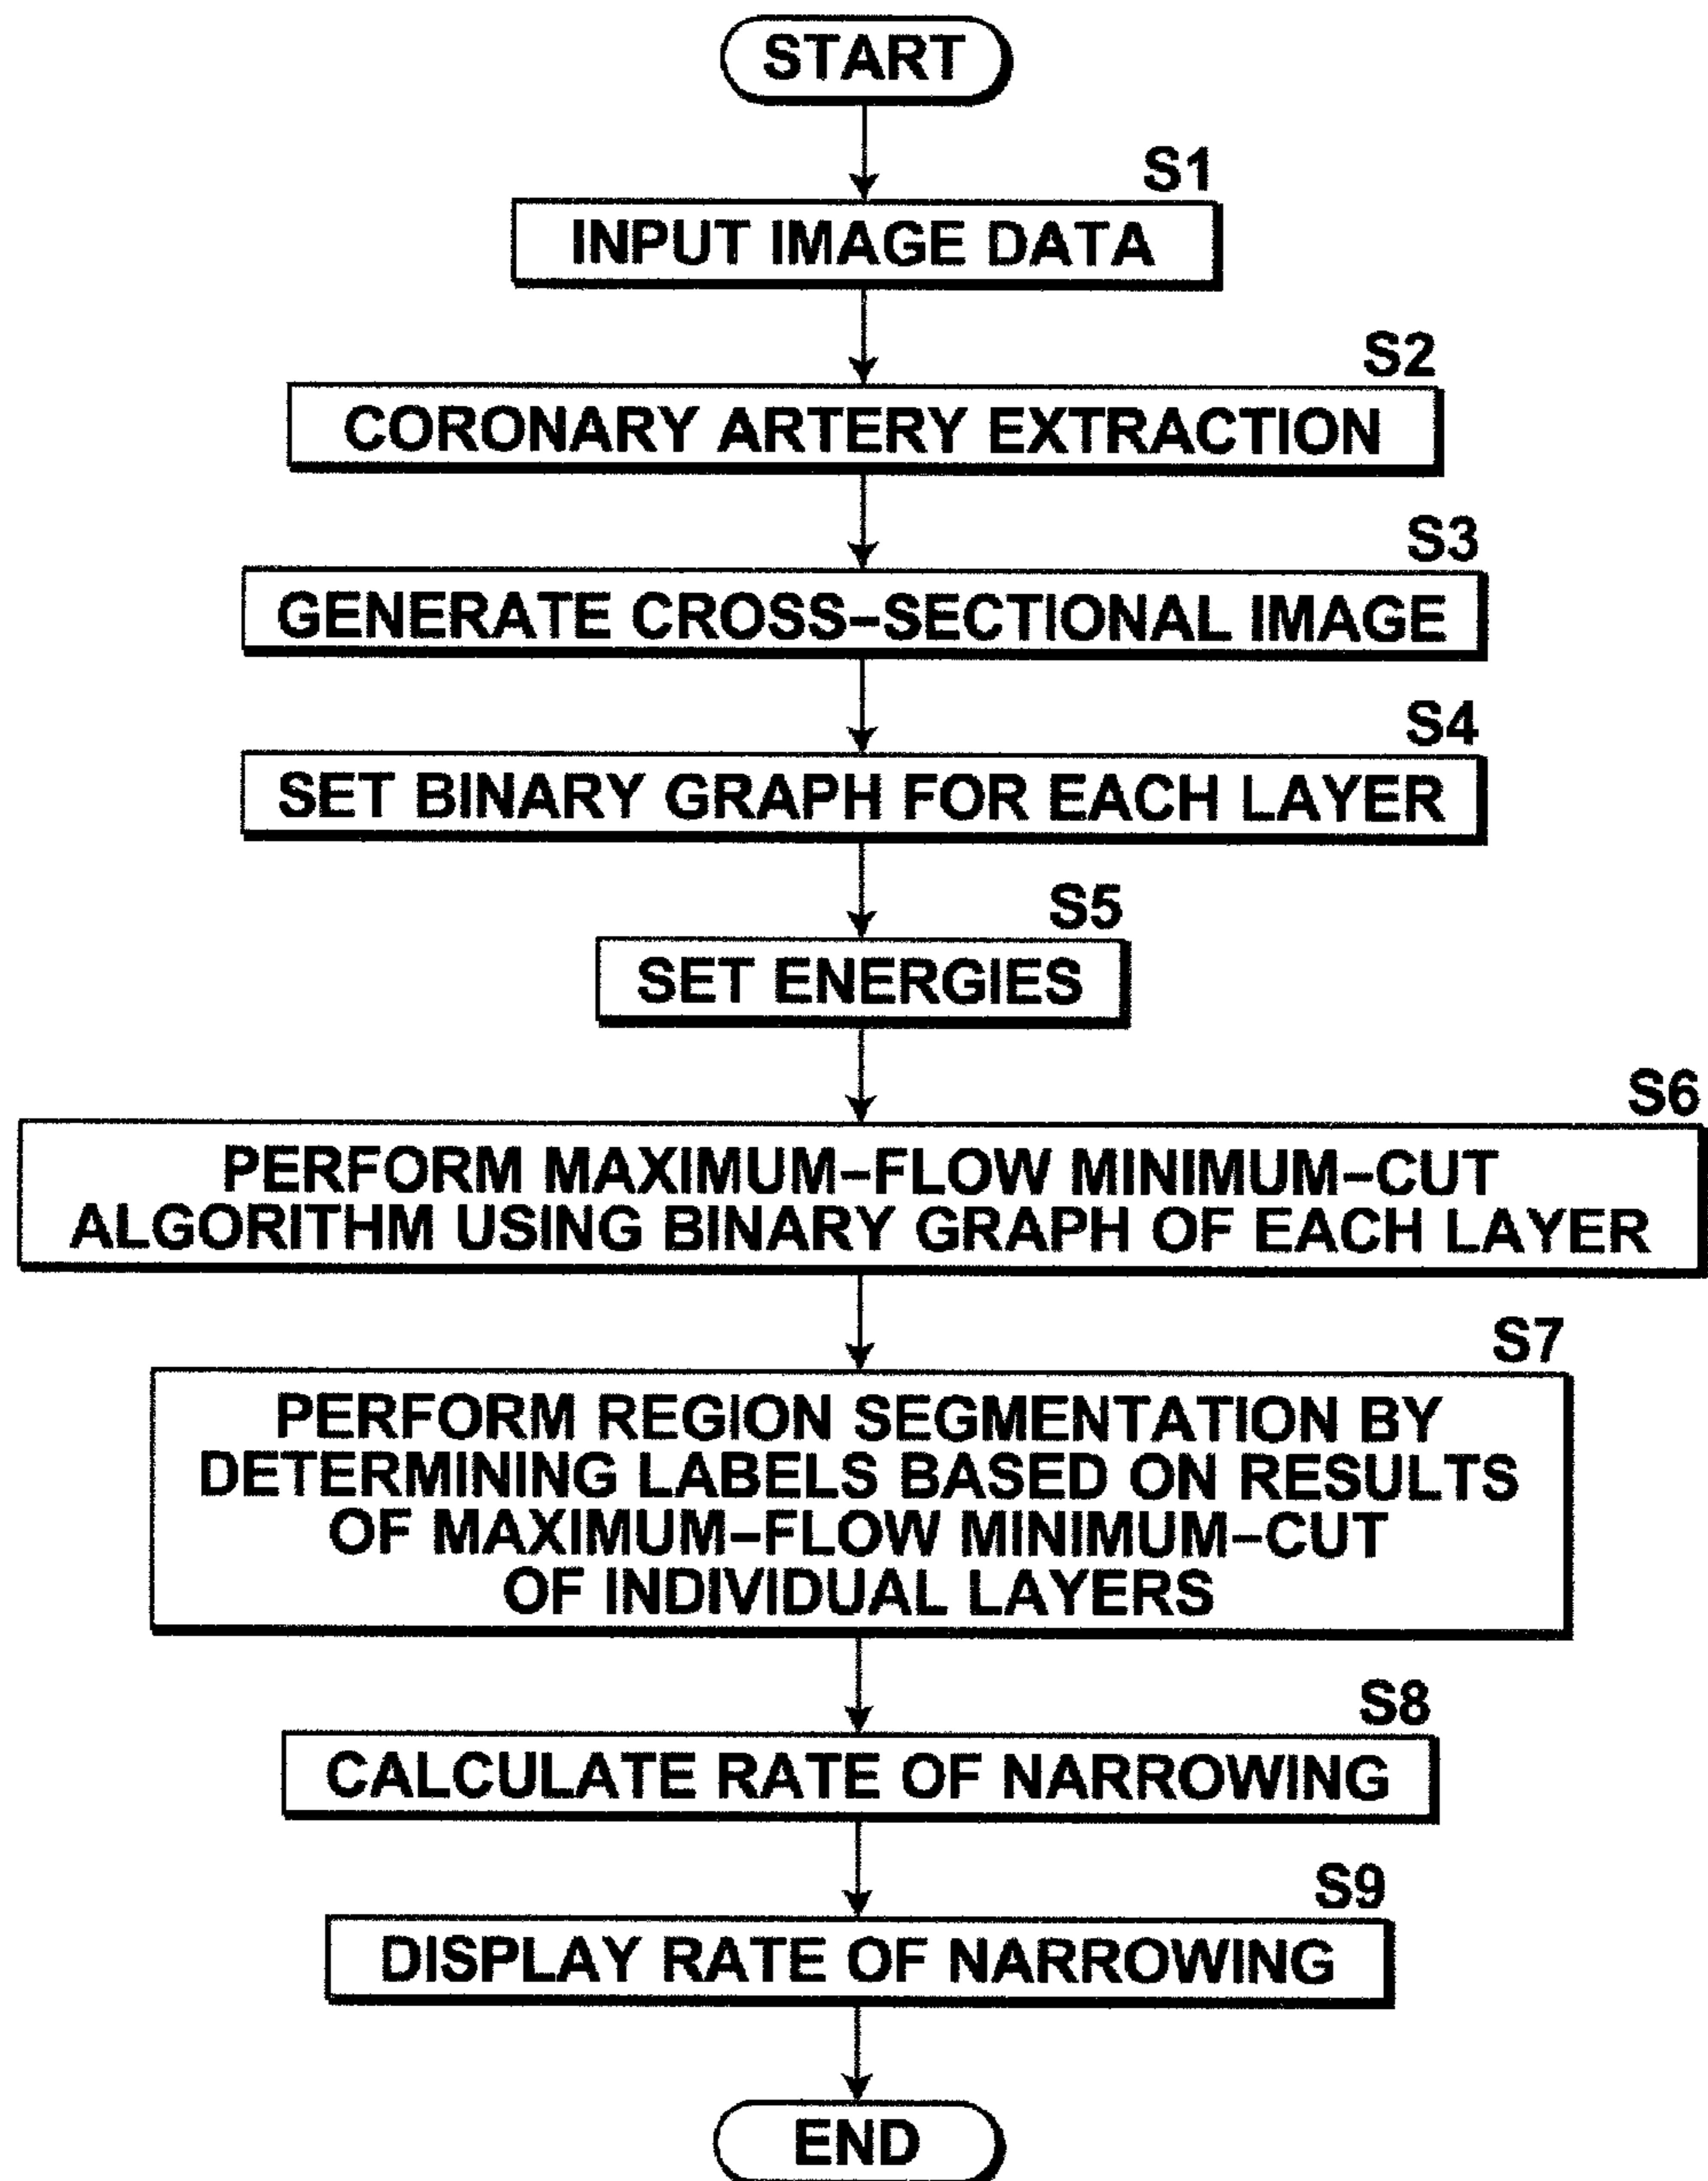 START
S1
INPUT IMAGE DATA
S2
CORONARY ARTERY EXTRACTION
S3
GENERATE CROSS–SECTIONAL IMAGE
S4
SET BINARY GRAPH FOR EACH LAYER
S5
SET ENERGIES
S6
PERFORM MAXIMUM–FLOW MINIMUM–CUT
ALGORITHM USING BINARY GRAPH OF EACH LAYER
S7
PERFORM REGION SEGMENTATION BY
DETERMINING LABELS BASED ON RESULTS
OF MAXIMUM–FLOW MINIMUM–CUT
OF INDIVIDUAL LAYERS
S8
CALCULATE RATE OF NARROWING
S9
DISPLAY RATE OF NARROWING
END